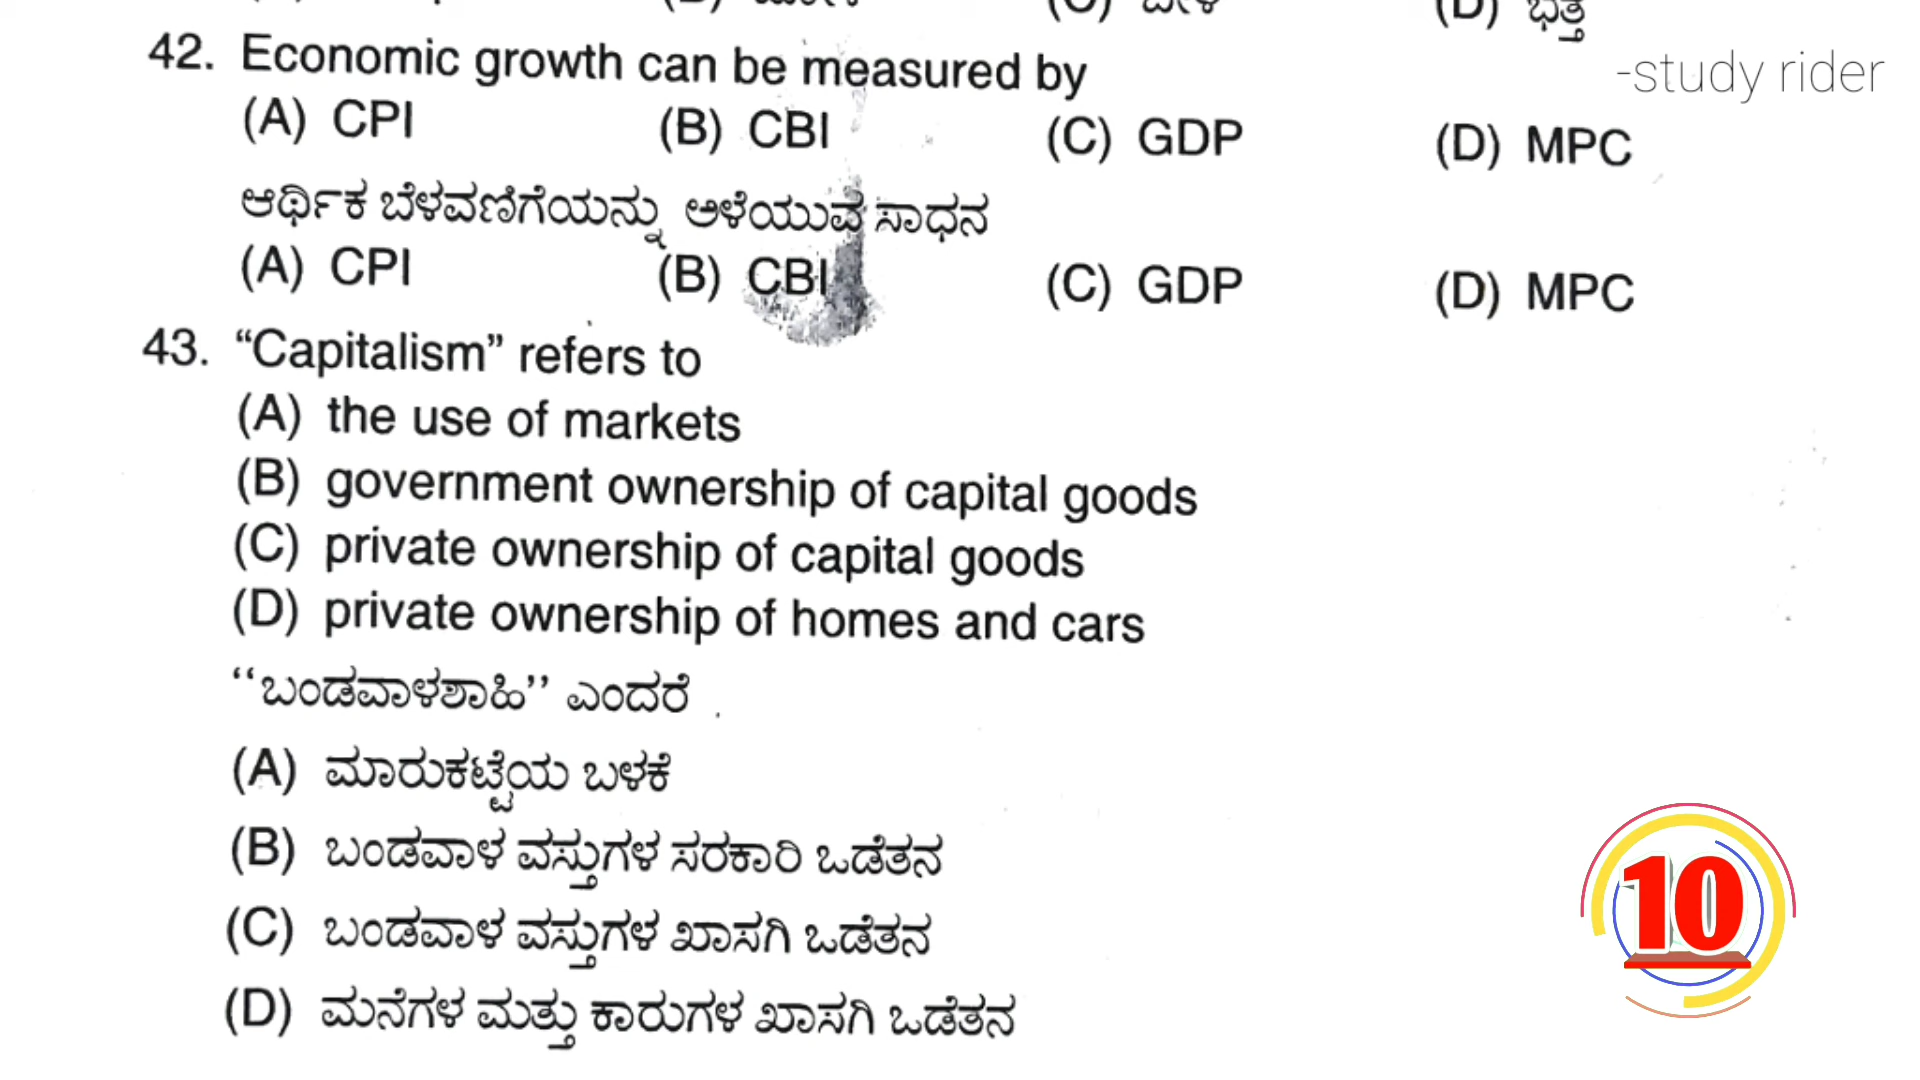 42. Economic growth can be measured by
-study rider
(A) CPI (B) CBI (C) GDP (D) MPC
ಆರ್ಥಿಕ ಬೆಳವಣಿಗೆಯನ್ನು ಅಳೆಯುವ ಸಾಧನ
(A) CPI (B) CBI (C) GDP (D) MPC
43. “Capitalism” refers to
(A) the use of markets
(B) government ownership of capital goods
(C) private ownership of capital goods
(D) private ownership of homes and cars
‘‘ಬಂಡವಾಳಶಾಹಿ’’ ಎಂದರೆ
(A) ಮಾರುಕಟ್ಟೆಯ ಬಳಕೆ
(B) ಬಂಡವಾಳ ವಸ್ತುಗಳ ಸರಕಾರಿ ಒಡೆತನ
(C) ಬಂಡವಾಳ ವಸ್ತುಗಳ ಖಾಸಗಿ ಒಡೆತನ
(D) ಮನೆಗಳ ಮತ್ತು ಕಾರುಗಳ ಖಾಸಗಿ ಒಡೆತನ
10